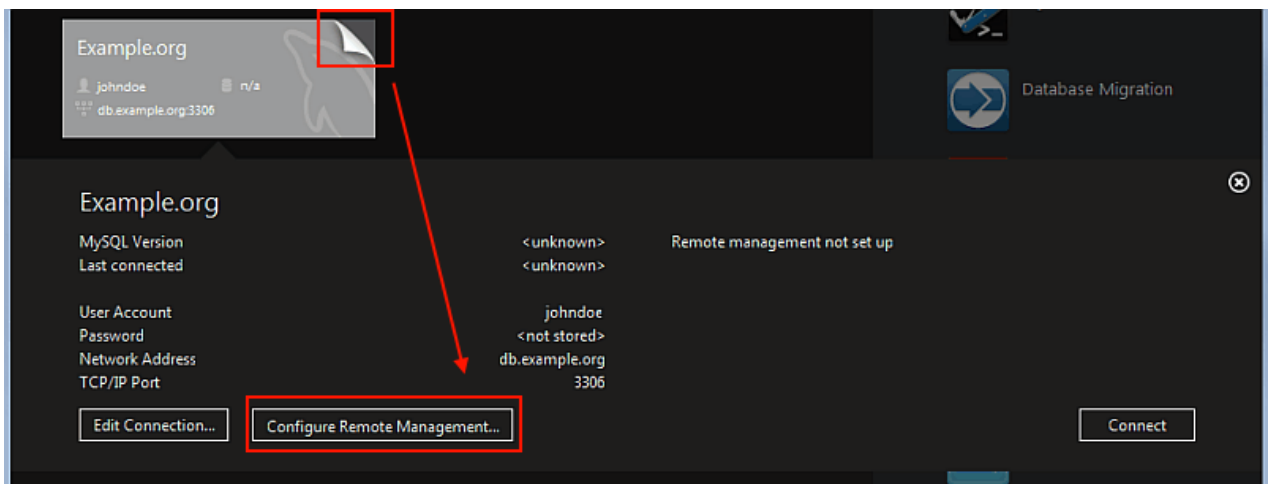 Example.org
johndoe n/a
db.example.org:3306
Database Migration
Example.org
MySQL Version <unknown> Remote management not set up
Last connected <unknown>
User Account johndoe
Password <not stored>
Network Address db.example.org
TCP/IP Port 3306
Edit Connection... Configure Remote Management... Connect